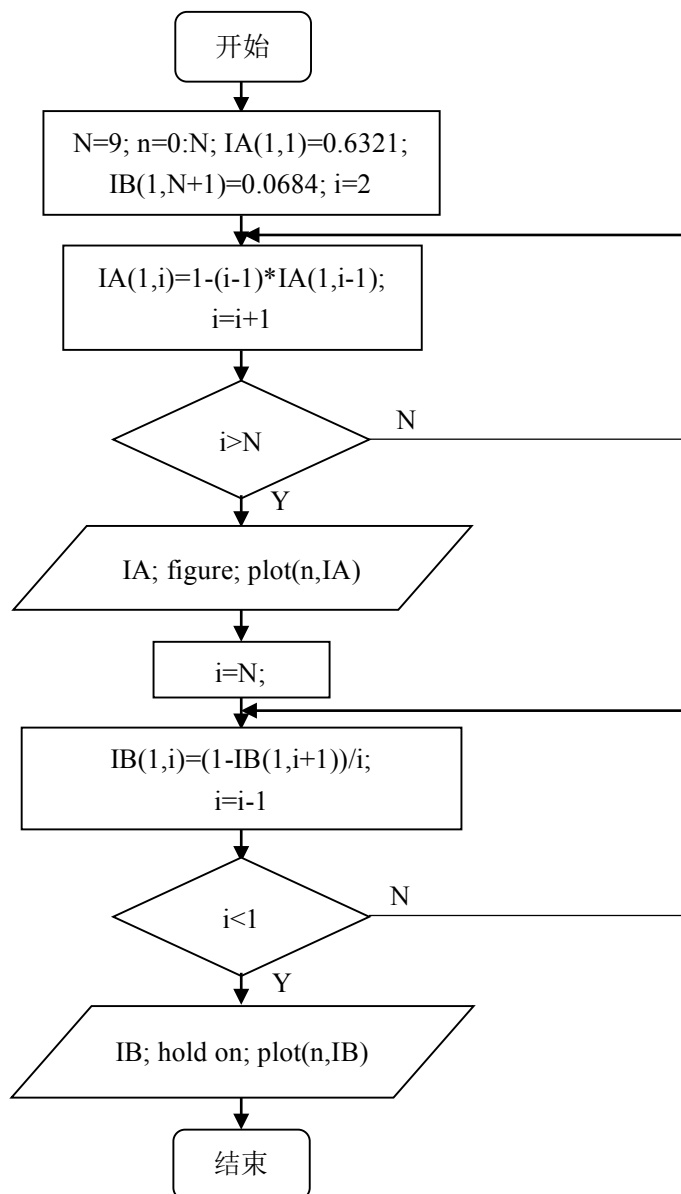 开始
N=9; n=0:N; IA(1,1)=0.6321;
IB(1,N+1)=0.0684; i=2
IA(1,i)=1-(i-1)*IA(1,i-1);
i=i+1
i>N
N
Y
IA; figure; plot(n,IA)
i=N;
IB(1,i)=(1-IB(1,i+1))/i;
i=i-1
i<1
N
Y
IB; hold on; plot(n,IB)
结束